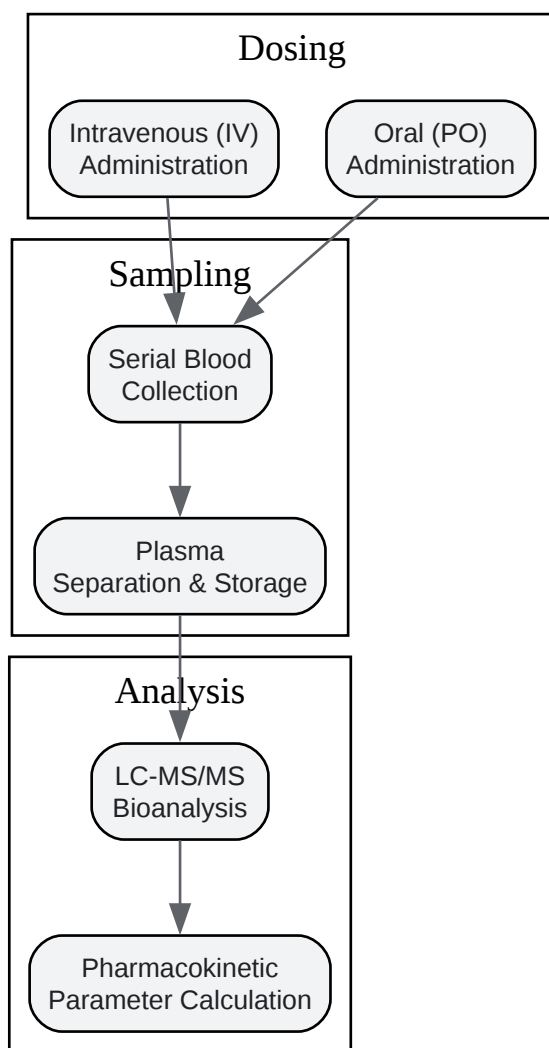 Dosing
Intravenous (IV)
Administration
Oral (PO)
Administration
Sampling
Serial Blood
Collection
Plasma
Separation & Storage
Analysis
LC-MS/MS
Bioanalysis
Pharmacokinetic
Parameter Calculation